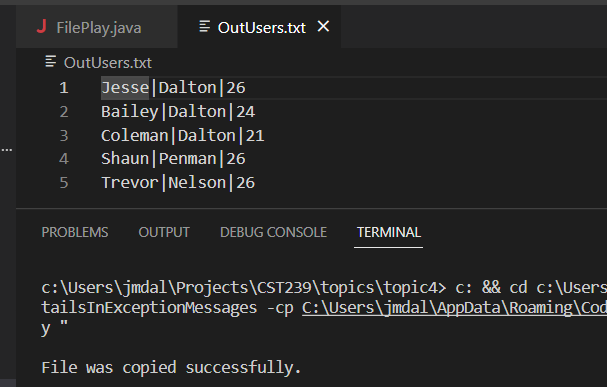 FilePlay.java OutUsers.txt
OutUsers.txt
1 Jesse|Dalton|26
2 Bailey|Dalton|24
3 Coleman|Dalton|21
4 Shaun|Penman|26
5 Trevor|Nelson|26
PROBLEMS OUTPUT DEBUG CONSOLE TERMINAL
c:\Users\jmdal\Projects\CST239\topics\topic4> c: && cd c:\Users
tailsInExceptionMessages -cp C:\Users\jmdal\AppData\Roaming\Cod
y "
File was copied successfully.